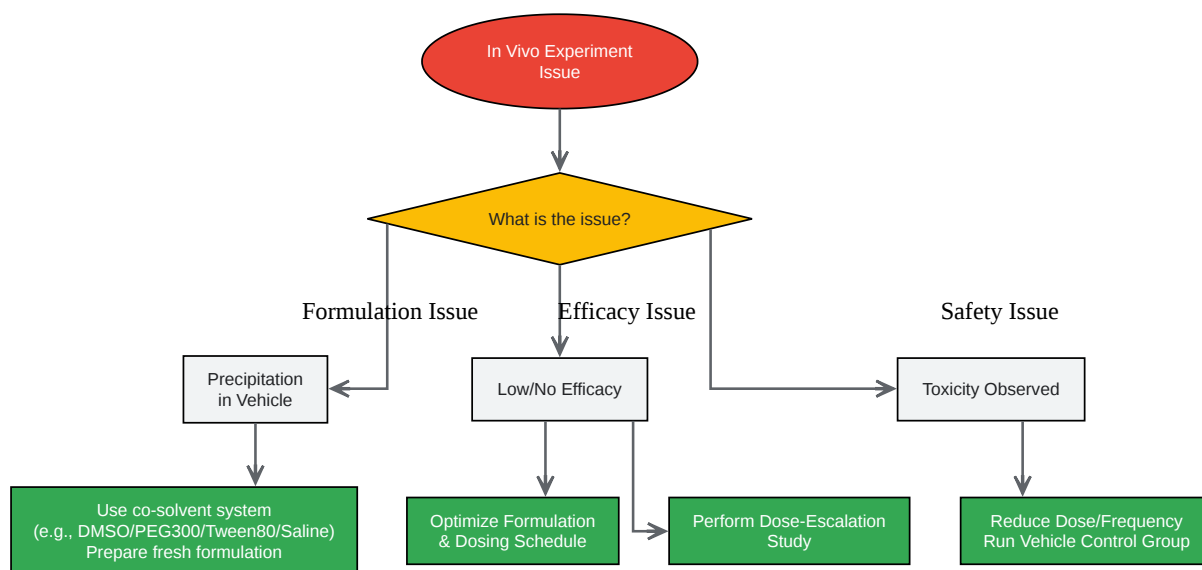 In Vivo Experiment
Issue
What is the issue?
Formulation Issue
Efficacy Issue
Safety Issue
Precipitation
in Vehicle
Low/No Efficacy
Toxicity Observed
Use co-solvent system
(e.g., DMSO/PEG300/Tween80/Saline)
Prepare fresh formulation
Optimize Formulation
& Dosing Schedule
Perform Dose-Escalation
Study
Reduce Dose/Frequency
Run Vehicle Control Group